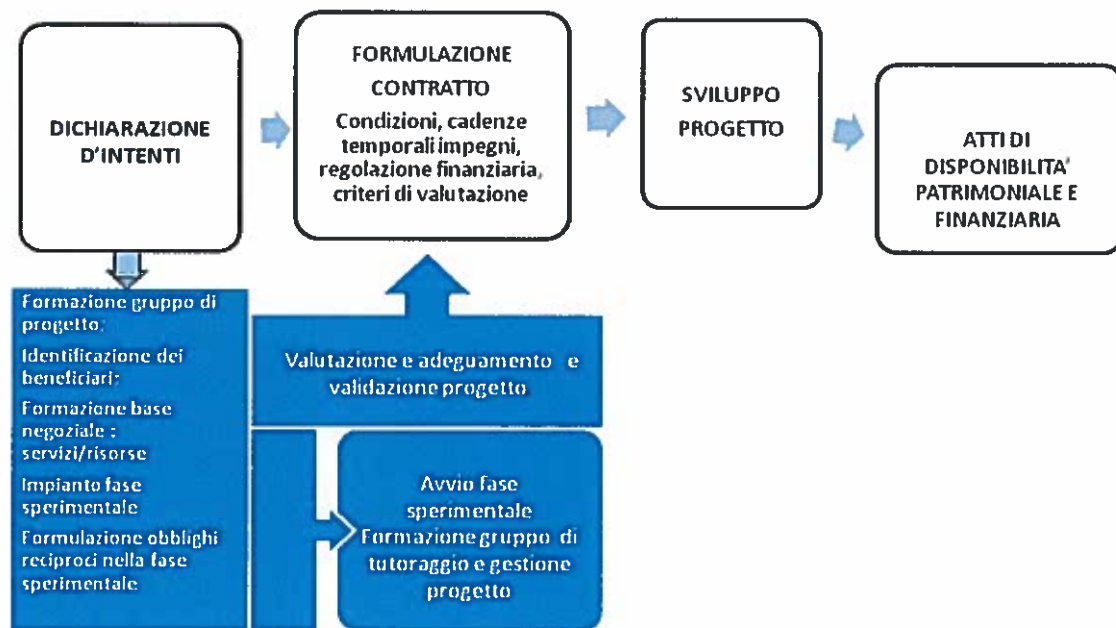 DICHIARAZIONE
D'INTENTI
FORMULAZIONE
CONTRATTO
Condizioni, cadenze
temporali impegni,
regolazione finanziaria,
criteri di valutazione
SVILUPPO
PROGETTO
ATTI DI
DISPONIBILITA'
PATRIMONIALE E
FINANZIARIA
Formazione gruppo di
progetto;
Identificazione dei
beneficiari;
Formazione base
negoziale :
servizi/risorse
Impianto fase
sperimentale
Formulazione obblighi
reciproci nella fase
sperimentale
Valutazione e adeguamento e
validazione progetto
Avvio fase
sperimentale
Formazione gruppo di
tutoraggio e gestione
progetto